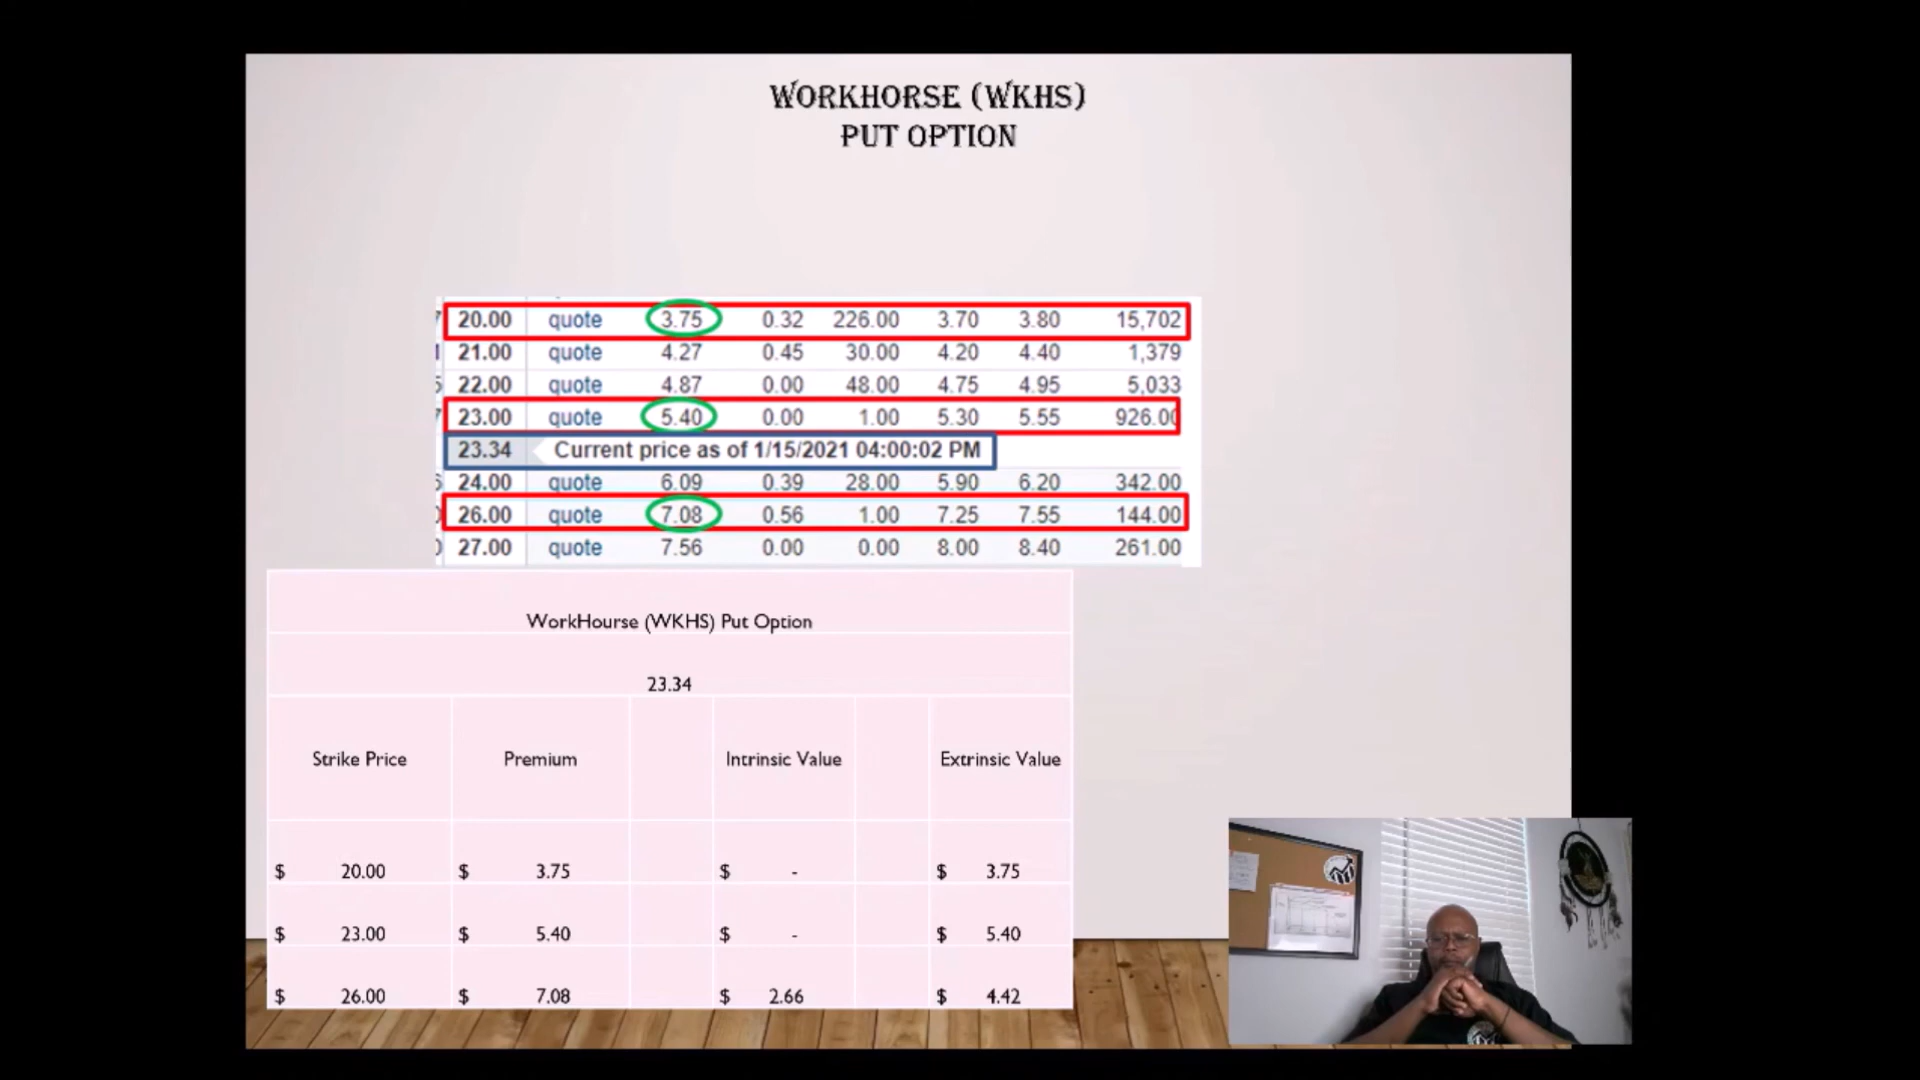 WORKHORSE (WKHS)
PUT OPTION
20.00 quote 3.75 0.32 226.00 3.70 3.80 15,702
21.00 quote 4.27 0.45 30.00 4.20 4.40 1,379
22.00 quote 4.87 0.00 48.00 4.75 4.95 5,033
23.00 quote 5.40 0.00 1.00 5.30 5.55 926.00
23.34 Current price as of 1/15/2021 04:00:02 PM
24.00 quote 6.09 0.39 28.00 5.90 6.20 342.00
26.00 quote 7.08 0.56 1.00 7.25 7.55 144.00
27.00 quote 7.56 0.00 0.00 8.00 8.40 261.00
WorkHourse (WKHS) Put Option
23.34
Strike Price Premium Intrinsic Value Extrinsic Value
$ 20.00 $ 3.75 $ - $ 3.75
$ 23.00 $ 5.40 $ - $ 5.40
$ 26.00 $ 7.08 $ 2.66 $ 4.42